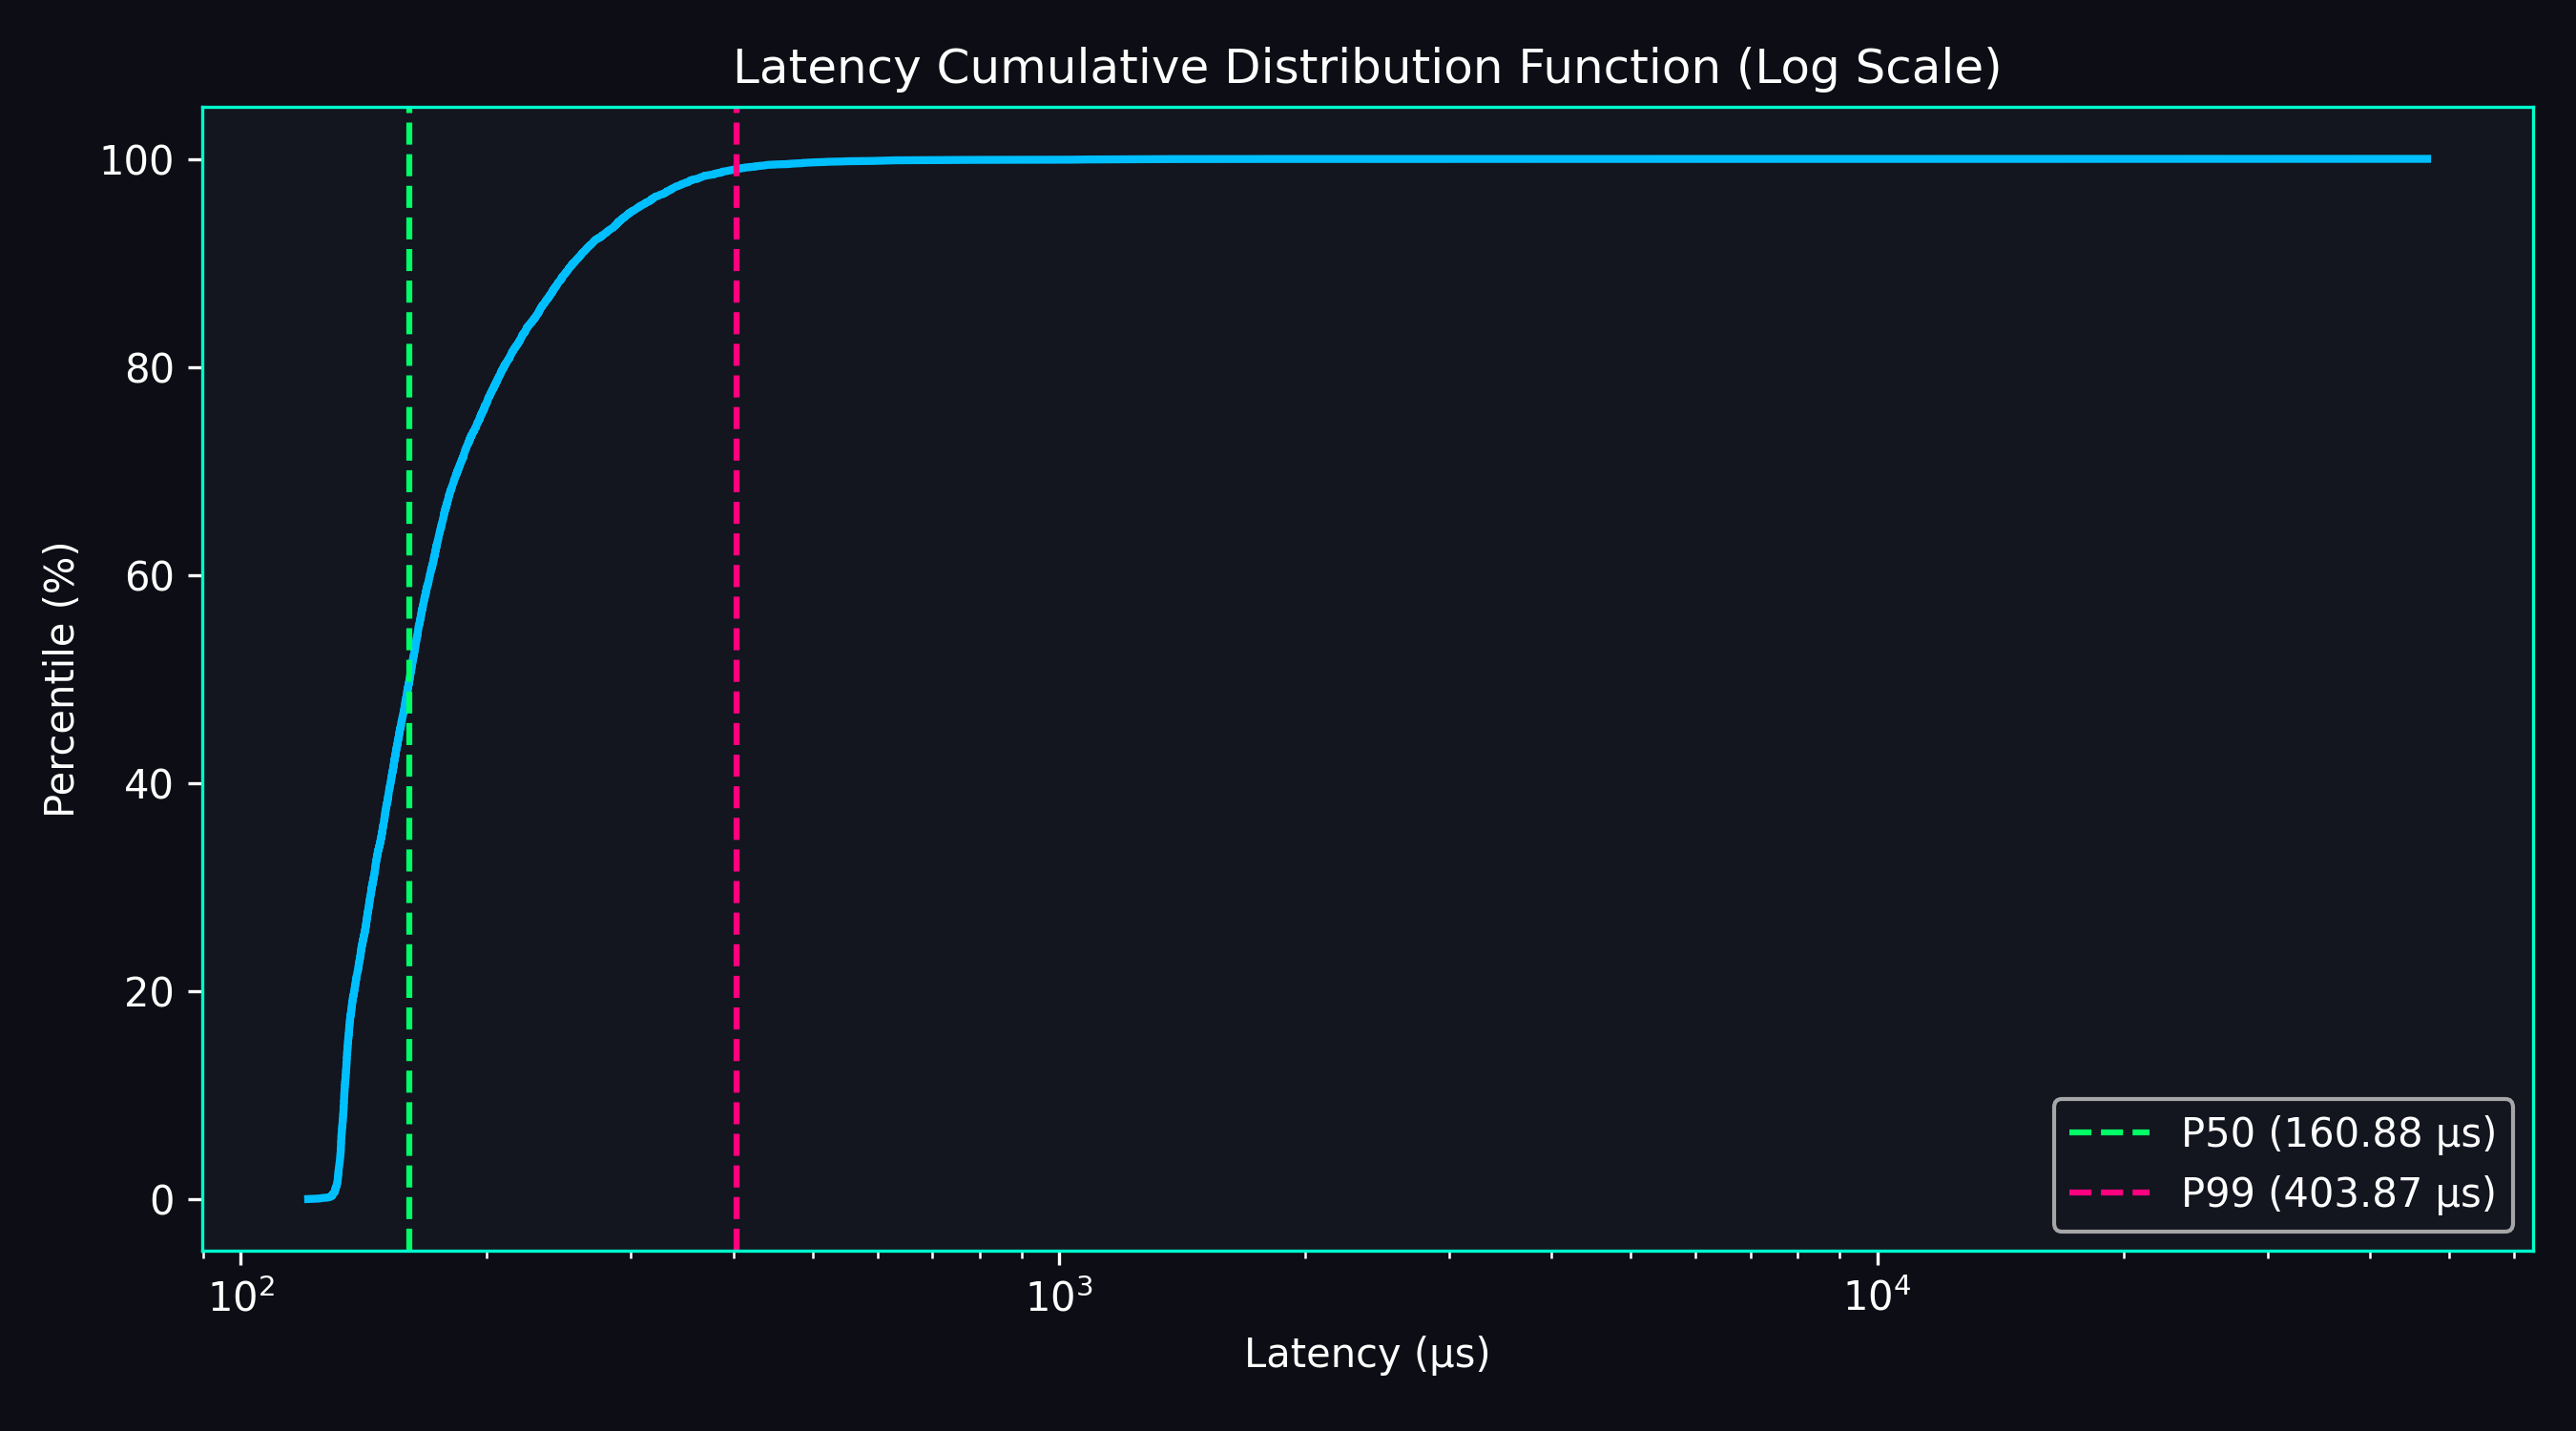 Latency Cumulative Distribution Function (Log Scale)
100
80
60
40
20
0
Percentile (%)
10² 10³ 10⁴
Latency (μs)
P50 (160.88 μs)
P99 (403.87 μs)